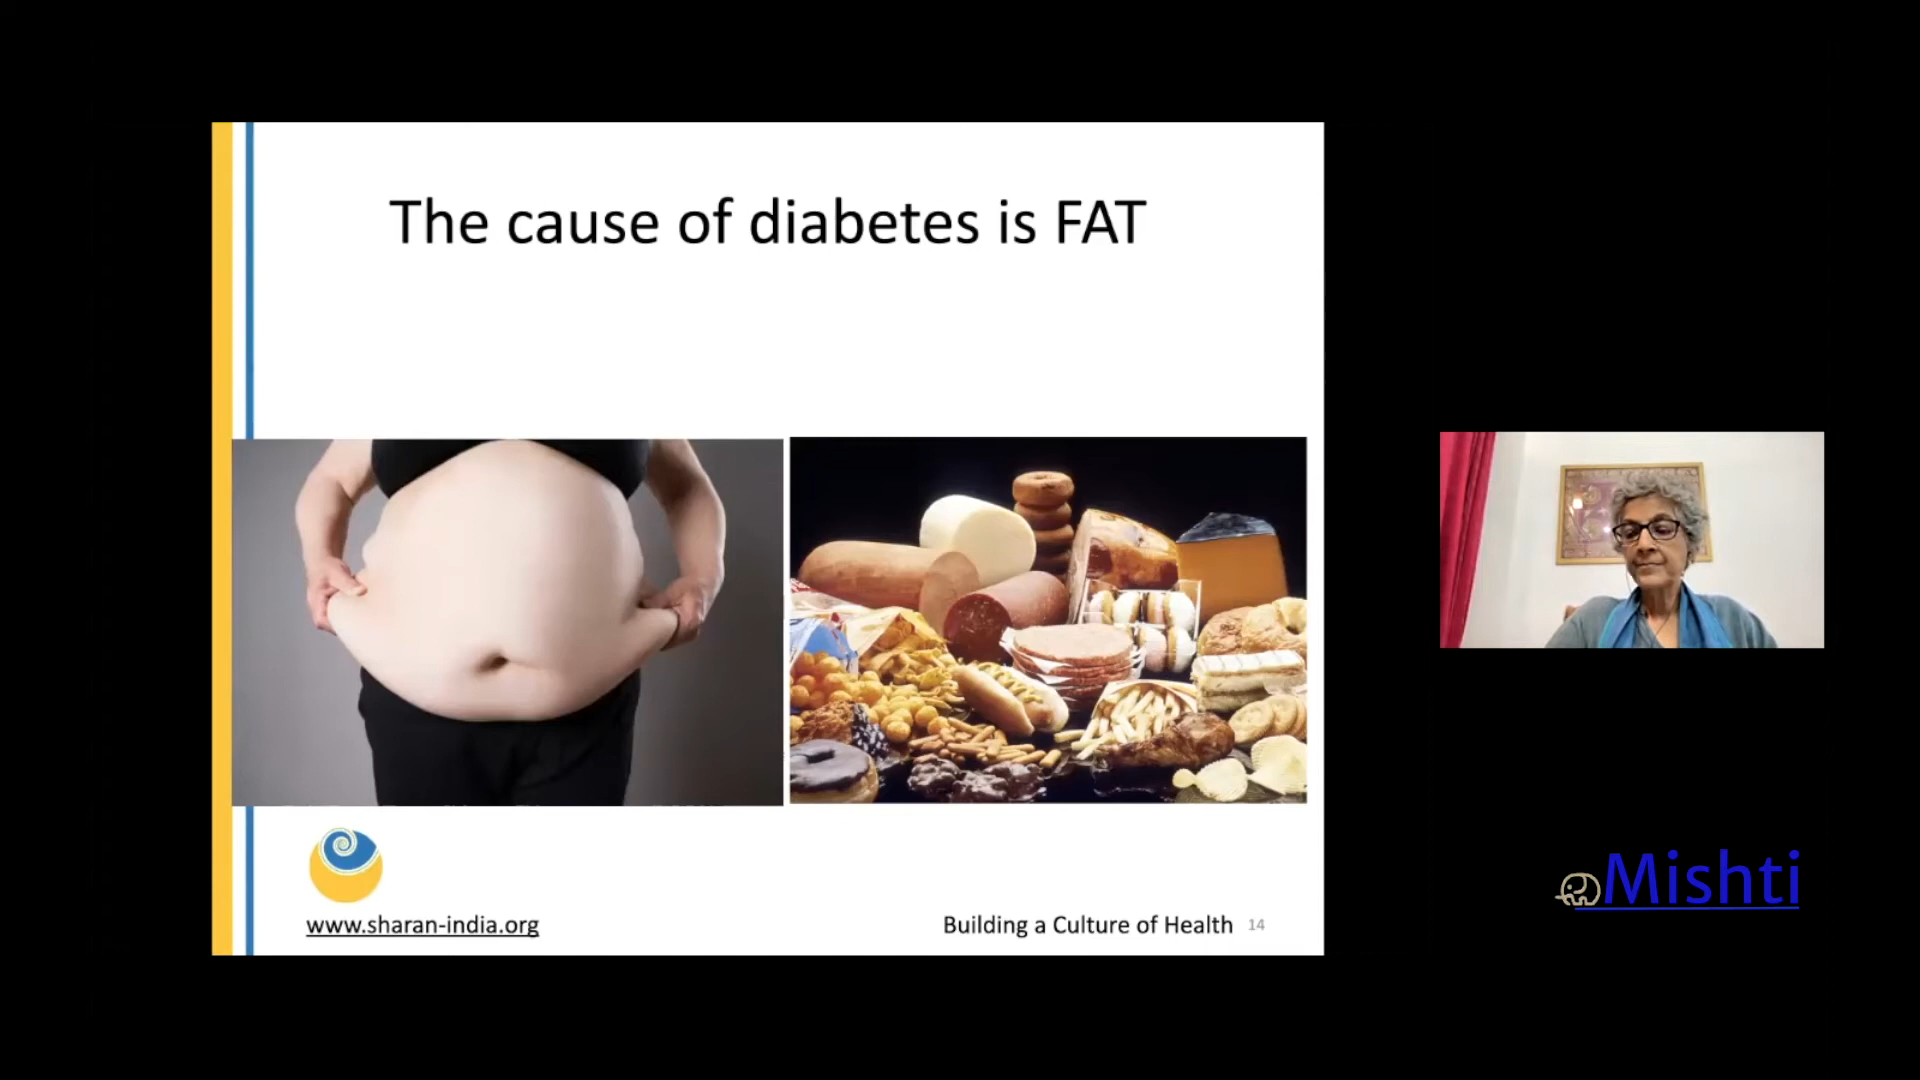 The cause of diabetes is FAT
www.sharan-india.org
Building a Culture of Health 14
Mishti